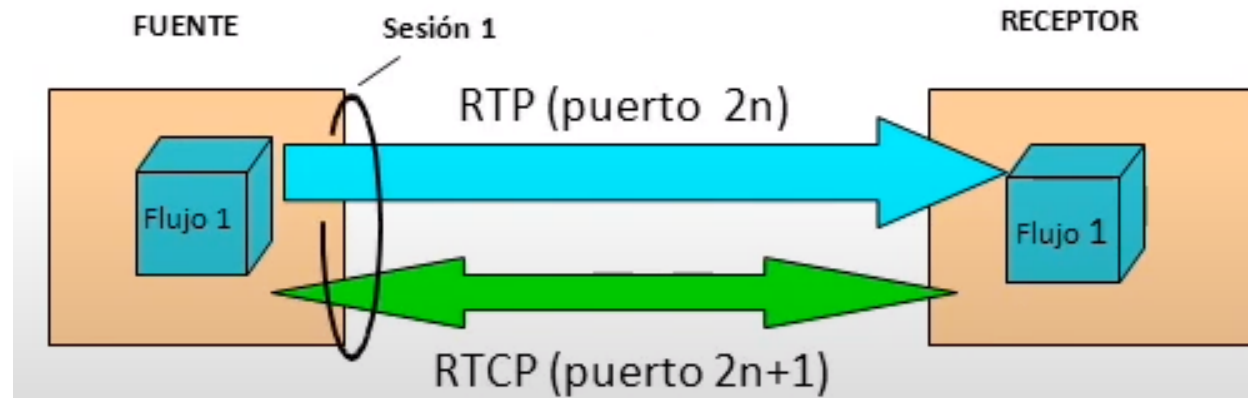 FUENTE
Sesión 1
RECEPTOR
RTP (puerto 2n)
Flujo 1
Flujo 1
RTCP (puerto 2n+1)